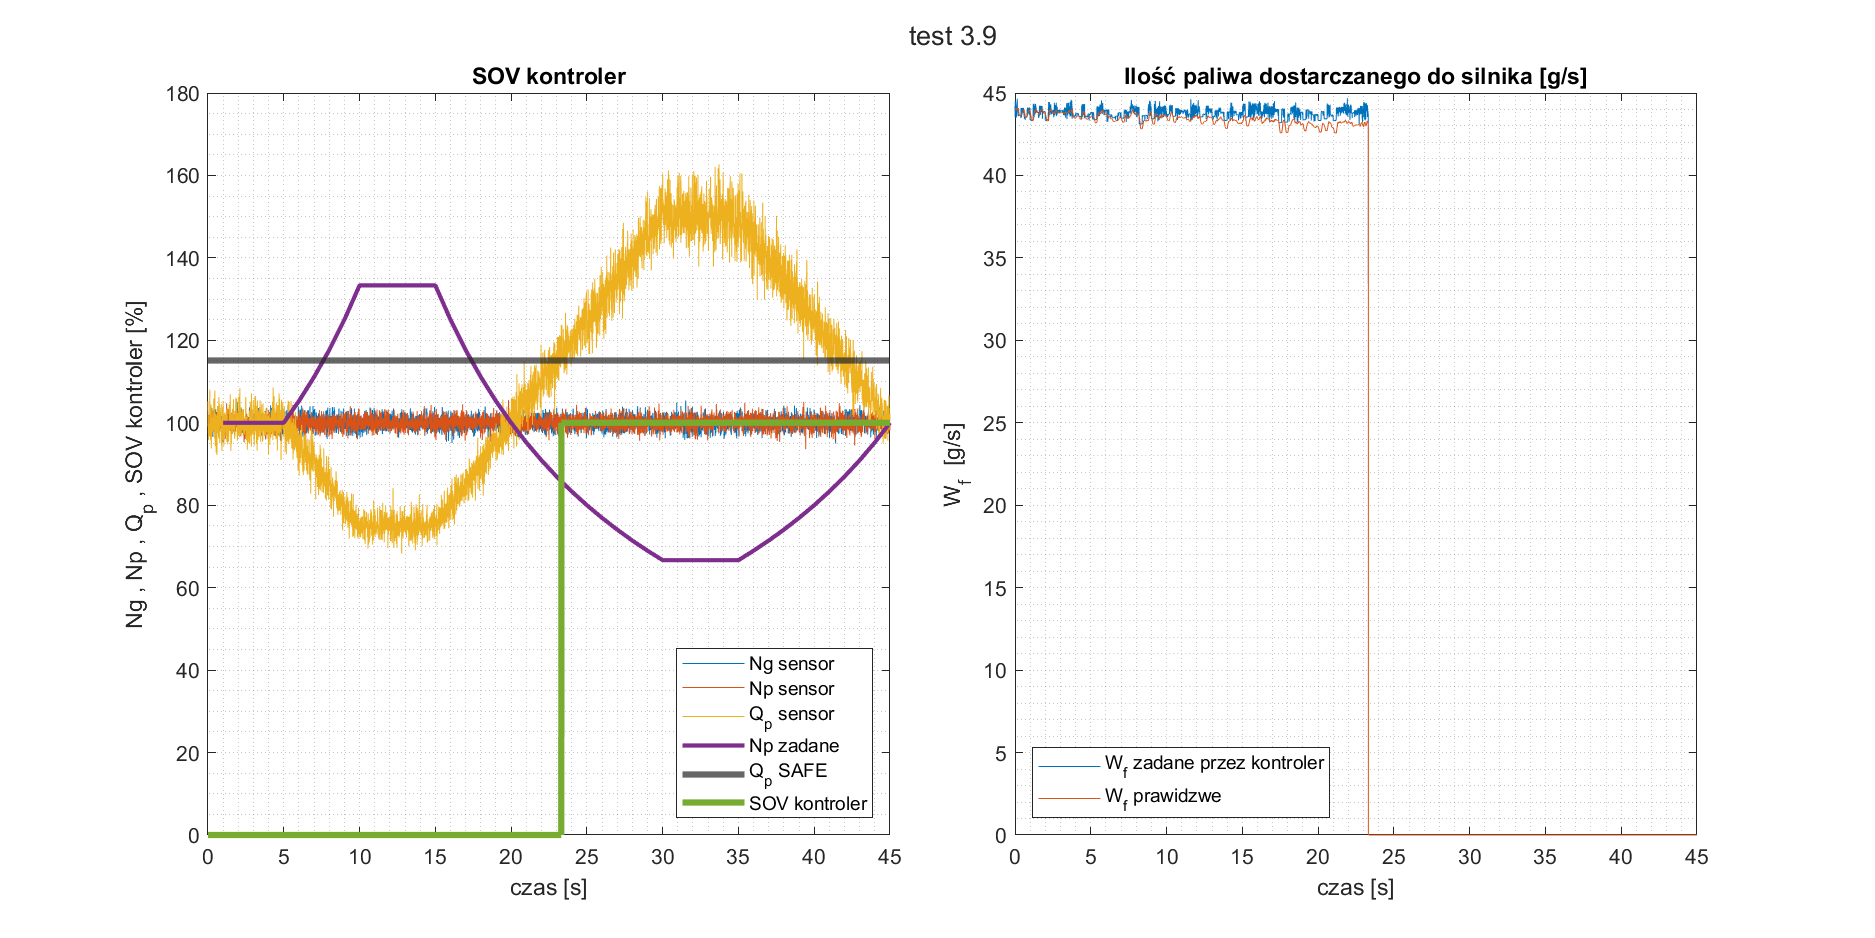 test 3.9
SOV kontroler
180
160
140
120
100
80
60
40
20
0
0 5 10 15 20 25 30 35 40 45
czas [s]
Ng , Np , Qp , SOV kontroler [%]
Ng sensor
Np sensor
Qp sensor
Np zadane
Qp SAFE
SOV kontroler
Ilość paliwa dostarczanego do silnika [g/s]
45
40
35
30
25
20
15
10
5
0
0 5 10 15 20 25 30 35 40 45
czas [s]
Wf [g/s]
Wf zadane przez kontroler
Wf prawidzwe